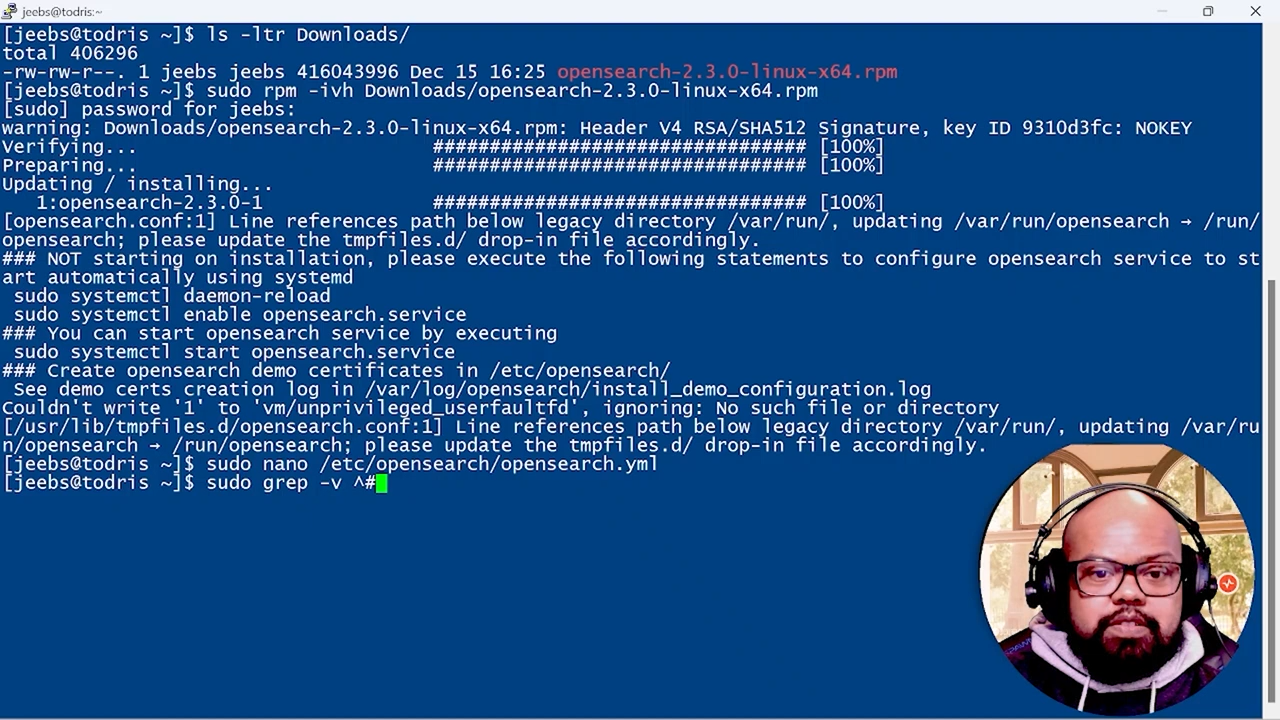 jeebs@todris:~
[jeebs@todris ~]$ ls -ltr Downloads/
total 406296
-rw-rw-r--. 1 jeebs jeebs 416043996 Dec 15 16:25 opensearch-2.3.0-linux-x64.rpm
[jeebs@todris ~]$ sudo rpm -ivh Downloads/opensearch-2.3.0-linux-x64.rpm
[sudo] password for jeebs:
warning: Downloads/opensearch-2.3.0-linux-x64.rpm: Header V4 RSA/SHA512 Signature, key ID 9310d3fc: NOKEY
Verifying... ################################# [100%]
Preparing... ################################# [100%]
Updating / installing...
1:opensearch-2.3.0-1 ################################# [100%]
[opensearch.conf:1] Line references path below legacy directory /var/run/, updating /var/run/opensearch → /run/
opensearch; please update the tmpfiles.d/ drop-in file accordingly.
### NOT starting on installation, please execute the following statements to configure opensearch service to st
art automatically using systemd
sudo systemctl daemon-reload
sudo systemctl enable opensearch.service
### You can start opensearch service by executing
sudo systemctl start opensearch.service
### Create opensearch demo certificates in /etc/opensearch/
See demo certs creation log in /var/log/opensearch/install_demo_configuration.log
Couldn't write '1' to 'vm/unprivileged_userfaultfd', ignoring: No such file or directory
[/usr/lib/tmpfiles.d/opensearch.conf:1] Line references path below legacy directory /var/run/, updating /var/ru
n/opensearch → /run/opensearch; please update the tmpfiles.d/ drop-in file accordingly.
[jeebs@todris ~]$ sudo nano /etc/opensearch/opensearch.yml
[jeebs@todris ~]$ sudo grep -v ^#